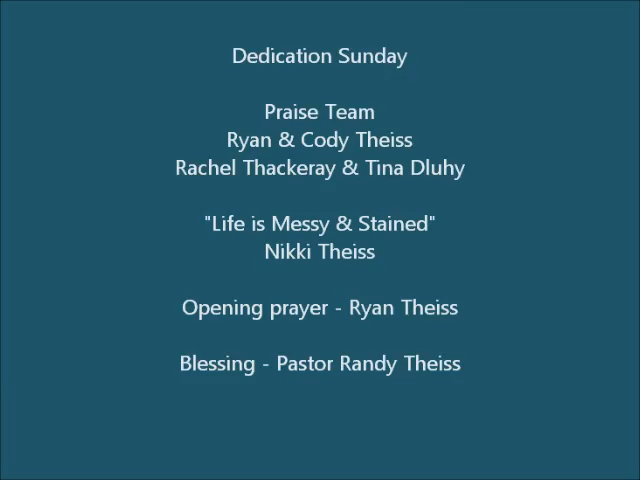 Dedication Sunday
Praise Team
Ryan & Cody Theiss
Rachel Thackeray & Tina Dluhy
"Life is Messy & Stained"
Nikki Theiss
Opening prayer - Ryan Theiss
Blessing - Pastor Randy Theiss